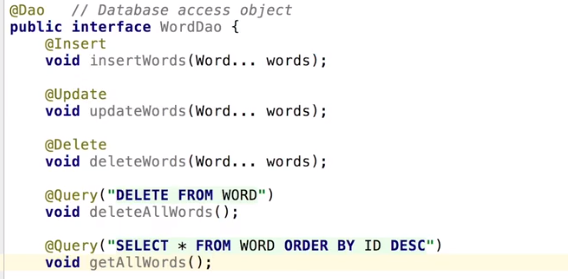 @Dao   // Database access object
public interface WordDao {
    @Insert
    void insertWords(Word... words);

    @Update
    void updateWords(Word... words);

    @Delete
    void deleteWords(Word... words);

    @Query("DELETE FROM WORD")
    void deleteAllWords();

    @Query("SELECT * FROM WORD ORDER BY ID DESC")
    void getAllWords();